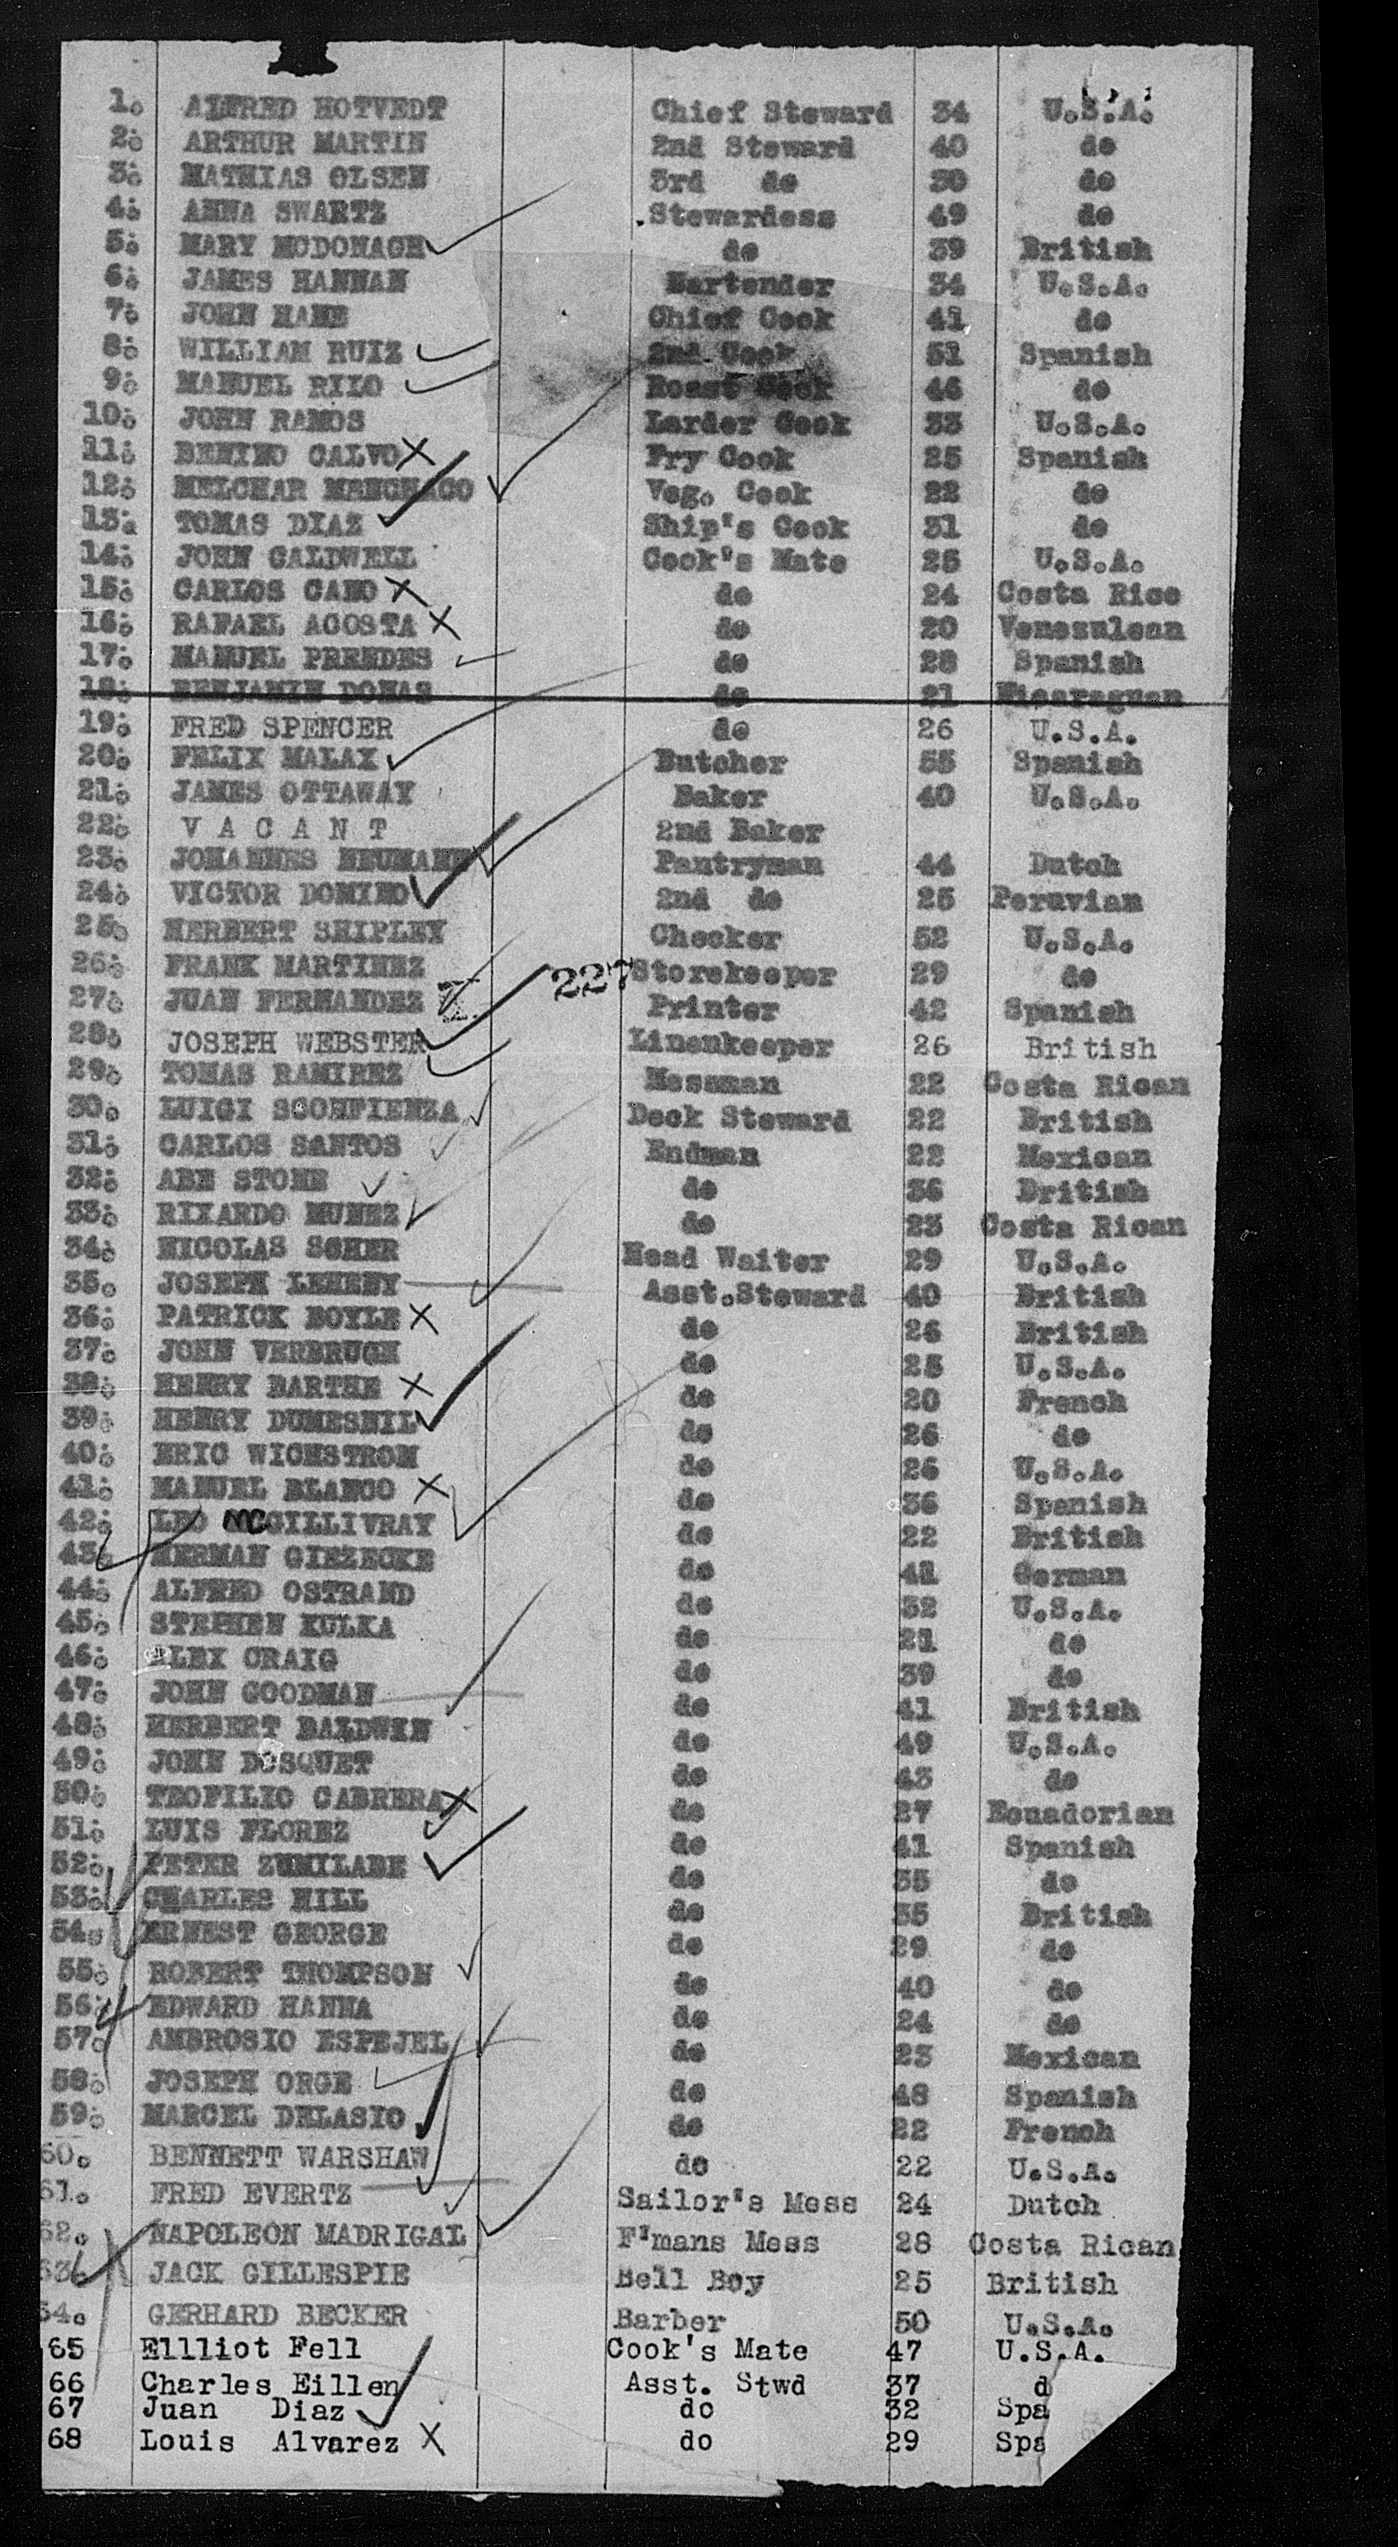 1. ALFRED HOTVEDT Chief Steward 34 U.S.A.
2. ARTHUR MARTIN 2nd Steward 40 do
3. MATHIAS OLSEN 3rd do 30 do
4. ANNA SWARTZ Stewardess 49 do
5. MARY MCDONAGH do 39 British
6. JAMES HANNAN Bartender 34 U.S.A.
7. JOHN HANE Chief Cook 41 do
8. WILLIAM RUIZ 2nd Cook 51 Spanish
9. MANUEL RILO Roast Cook 46 do
10. JOHN RAMOS Larder Cook 33 U.S.A.
11. BENINO CALVO X Fry Cook 25 Spanish
12. MELCHAR Veg. Cook 22 do
13. TOMAS DIAZ Ship's Cook 31 do
14. JOHN CALDWELL Cook's Mate 25 U.S.A.
15. CARLOS CANO X do 24 Costa Rice
16. RAFAEL ACOSTA X do 20 Venezulean
17. MANUEL PRENDES do 28 Spanish
18. BENJAMIN DONAS do 21 Nicaraguan
19. FRED SPENCER do 26 U.S.A.
20. FELIX MALAX Butcher 55 Spanish
21. JAMES OTTAWAY Baker 40 U.S.A.
22. V A C A N T 2nd Baker
23. JOHANNES NEUMANN Pantryman 44 Dutch
24. VICTOR DOMINO 2nd do 25 Peruvian
25. HERBERT SHIPLEY Checker 52 U.S.A.
26. FRANK MARTINEZ Storekeeper 29 do
27. JUAN FERNANDEZ 227 Printer 42 Spanish
28. JOSEPH WEBSTER Linenkeeper 26 British
29. TOMAS RAMIREZ Messman 22 Costa Rican
30. LUIGI SCONFIENZA Deck Steward 22 British
31. CARLOS SANTOS Endman 22 Mexican
32. ABE STONE do 36 British
33. RIXARDO MUNEZ do 23 Costa Rican
34. NICOLAS SCHER Head Waiter 29 U.S.A.
35. JOSEPH LEHENY Asst.Steward 40 British
36. PATRICK BOYLE X do 26 British
37. JOHN VERBRUGH do 25 U.S.A.
38. HENRY BARTHE X do 20 French
39. HENRY DUMESNIL do 26 do
40. ERIC WICHSTROM do 26 U.S.A.
41. MANUEL BLANCO X do 36 Spanish
42. LEO MCGILLIVRAY do 22 British
43. HERMAN GIEZECKE do 41 German
44. ALFRED OSTRAND do 32 U.S.A.
45. STEPHEN KULKA do 21 do
46. ALEX CRAIG do 39 do
47. JOHN GOODMAN do 41 British
48. HERBERT BALDWIN do 49 U.S.A.
49. JOHN BOSQUET do 43 do
50. TEOFILIO CABRERA X do 27 Ecuadorian
51. LUIS FLOREZ do 41 Spanish
52. PETER ZUMILABE do 35 do
53. CHARLES HILL do 35 British
54. ERNEST GEORGE do 29 do
55. ROBERT THOMPSON do 40 do
56. EDWARD HANNA do 24 do
57. AMBROSIO ESPEJEL do 23 Mexican
58. JOSEPH ORGE do 48 Spanish
59. MARCEL DELASIO do 22 French
60. BENNETT WARSHAW do 22 U.S.A.
61. FRED EVERTZ Sailor's Mess 24 Dutch
62. NAPOLEON MADRIGAL F'mans Mess 28 Costa Rican
63. JACK GILLESPIE Bell Boy 25 British
64. GERHARD BECKER Barber 50 U.S.A.
65 Ellliot Fell Cook's Mate 47 U.S.A.
66 Charles Eillen Asst. Stwd 37 d
67 Juan Diaz do 32 Spa
68 Louis Alvarez X do 29 Spa